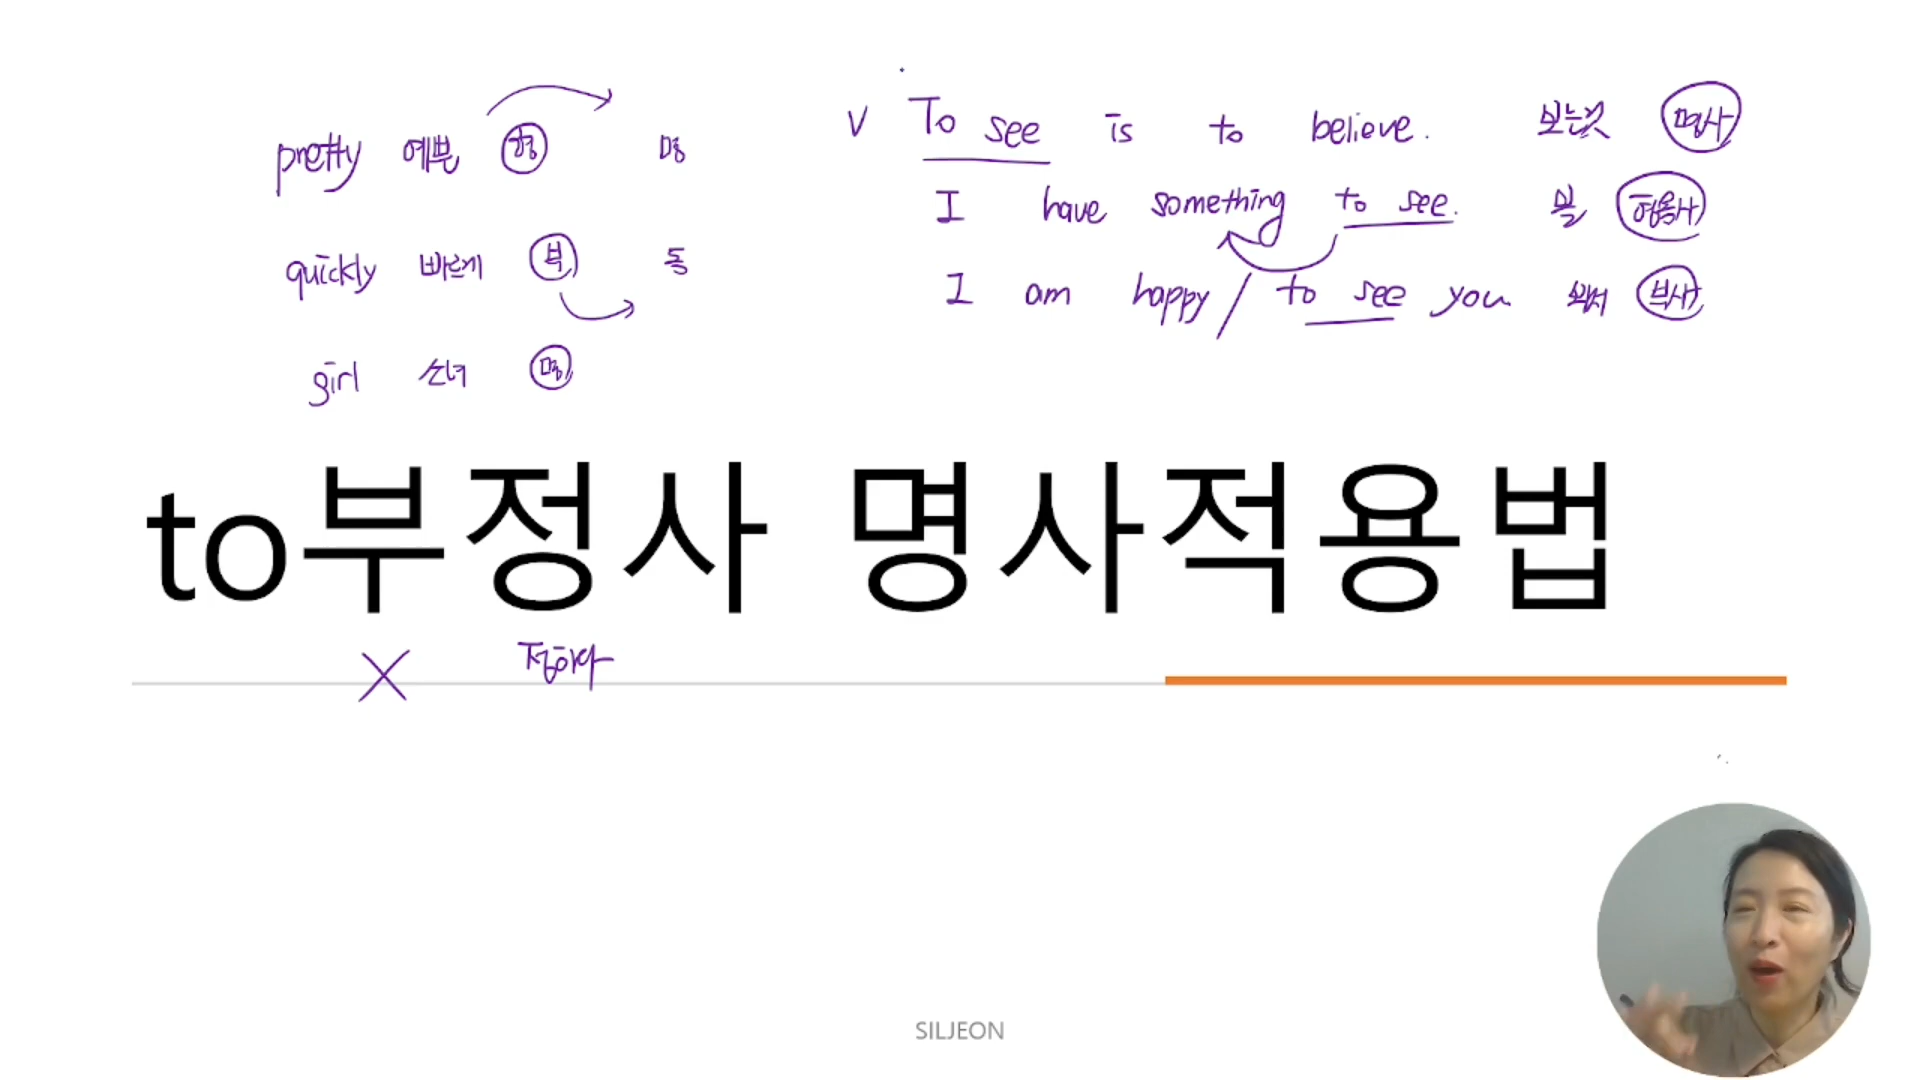 pretty 예쁜 형 명
quickly 빠르게 부 동
girl 소녀 명
V To see is to believe. 보는것 명사
I have something to see. 볼 형용사
I am happy / to see you 봐서 부사
to부정사 명사적용법
X 정하다
SILJEON